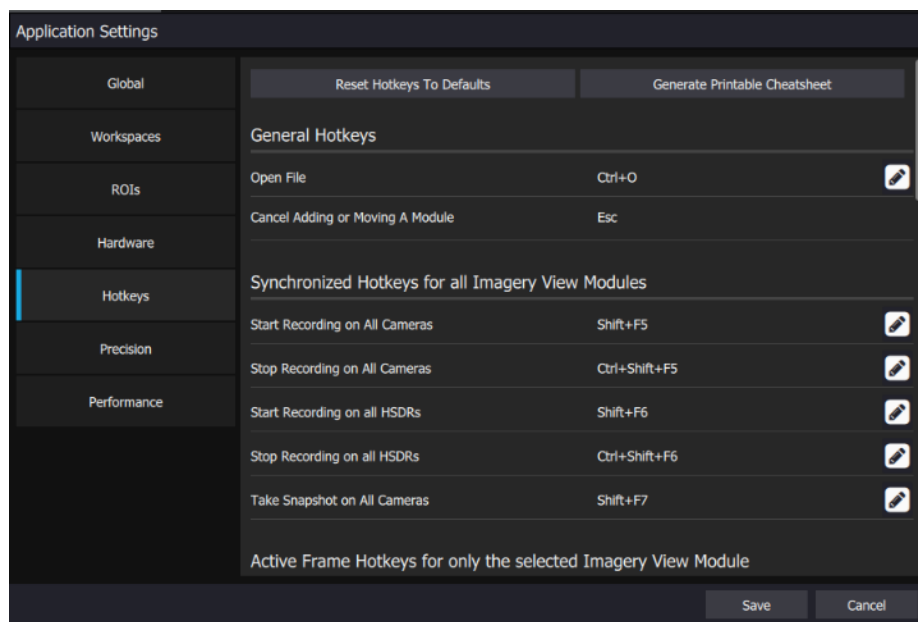 Application Settings
Global
Workspaces
ROIs
Hardware
Hotkeys
Precision
Performance
Reset Hotkeys To Defaults
Generate Printable Cheatsheet
General Hotkeys
Open File Ctrl+O
Cancel Adding or Moving A Module Esc
Synchronized Hotkeys for all Imagery View Modules
Start Recording on All Cameras Shift+F5
Stop Recording on All Cameras Ctrl+Shift+F5
Start Recording on all HSDRs Shift+F6
Stop Recording on all HSDRs Ctrl+Shift+F6
Take Snapshot on All Cameras Shift+F7
Active Frame Hotkeys for only the selected Imagery View Module
Save Cancel